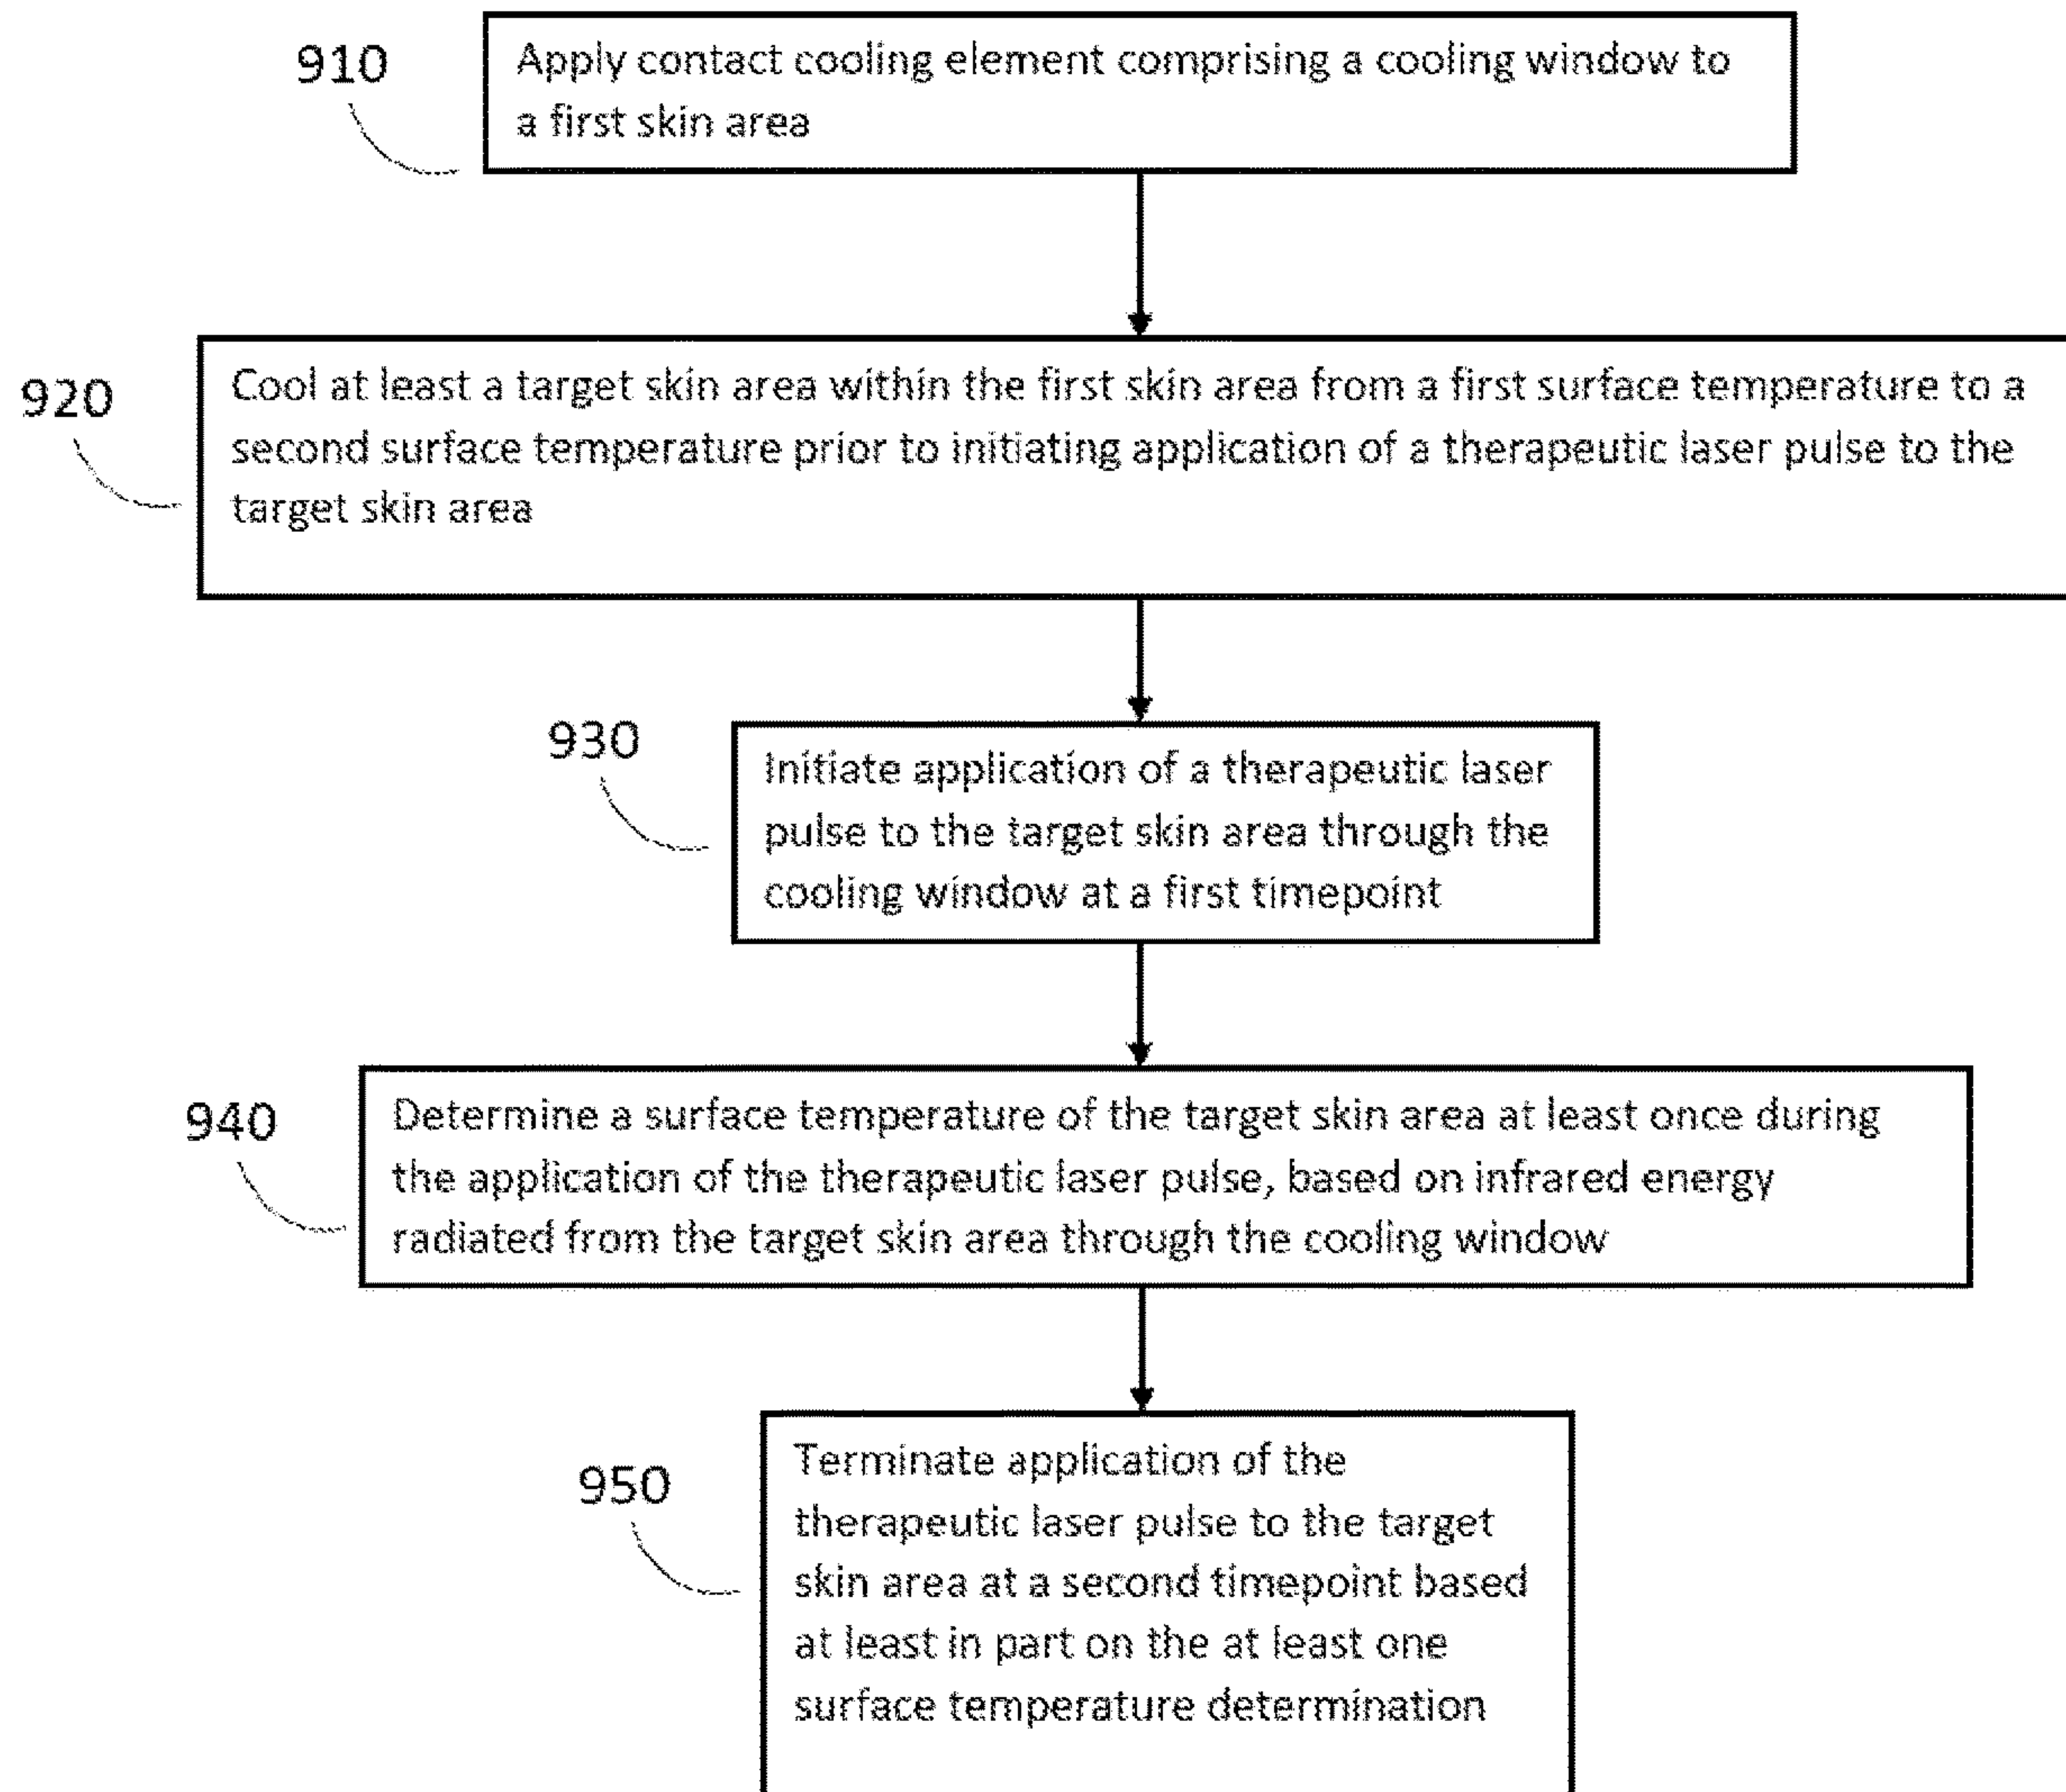 910
Apply contact cooling element comprising a cooling window to
a first skin area
920
Cool at least a target skin area within the first skin area from a first surface temperature to a
second surface temperature prior to initiating application of a therapeutic laser pulse to the
target skin area
930
Initiate application of a therapeutic laser
pulse to the target skin area through the
cooling window at a first timepoint
940
Determine a surface temperature of the target skin area at least once during
the application of the therapeutic laser pulse, based on infrared energy
radiated from the target skin area through the cooling window
950
Terminate application of the
therapeutic laser pulse to the target
skin area at a second timepoint based
at least in part on the at least one
surface temperature determination